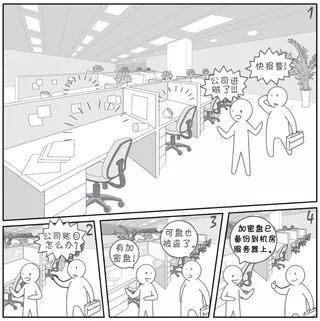 1
公司进
贼了!!!
快报警!
2
公司账目
怎么办?
有加
密盘!
3
可盘也
被盗了。
4
加密盘已
备份到机房
服务器上。